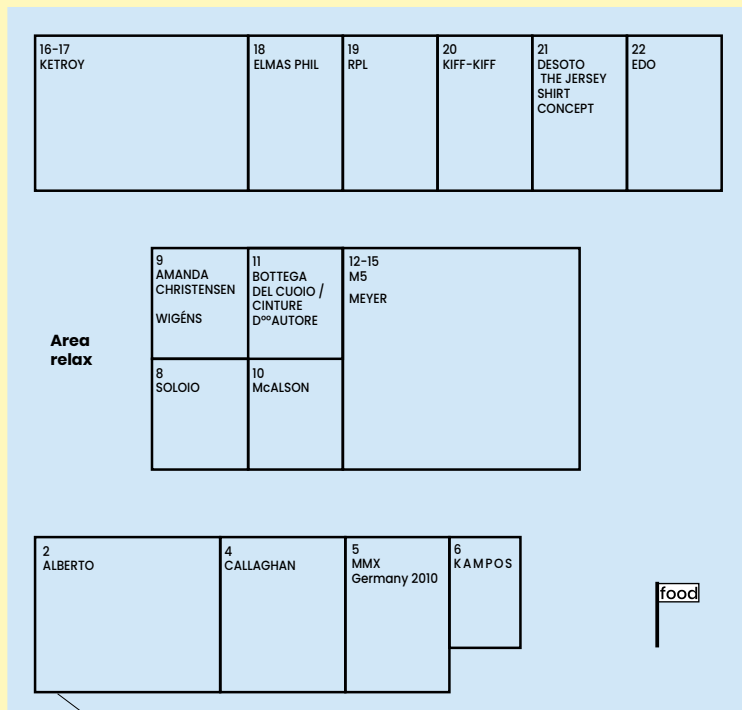 16-17
KETROY
18
ELMAS PHIL
19
RPL
20
KIFF-KIFF
21
DESOTO
THE JERSEY
SHIRT
CONCEPT
22
EDO
9
AMANDA
CHRISTENSEN
WIGÉNS
11
BOTTEGA
DEL CUOIO /
CINTURE
DººAUTORE
12-15
M5
MEYER
Area
relax
8
SOLOIO
10
McALSON
2
ALBERTO
4
CALLAGHAN
5
MMX
Germany 2010
6
KAMPOS
food